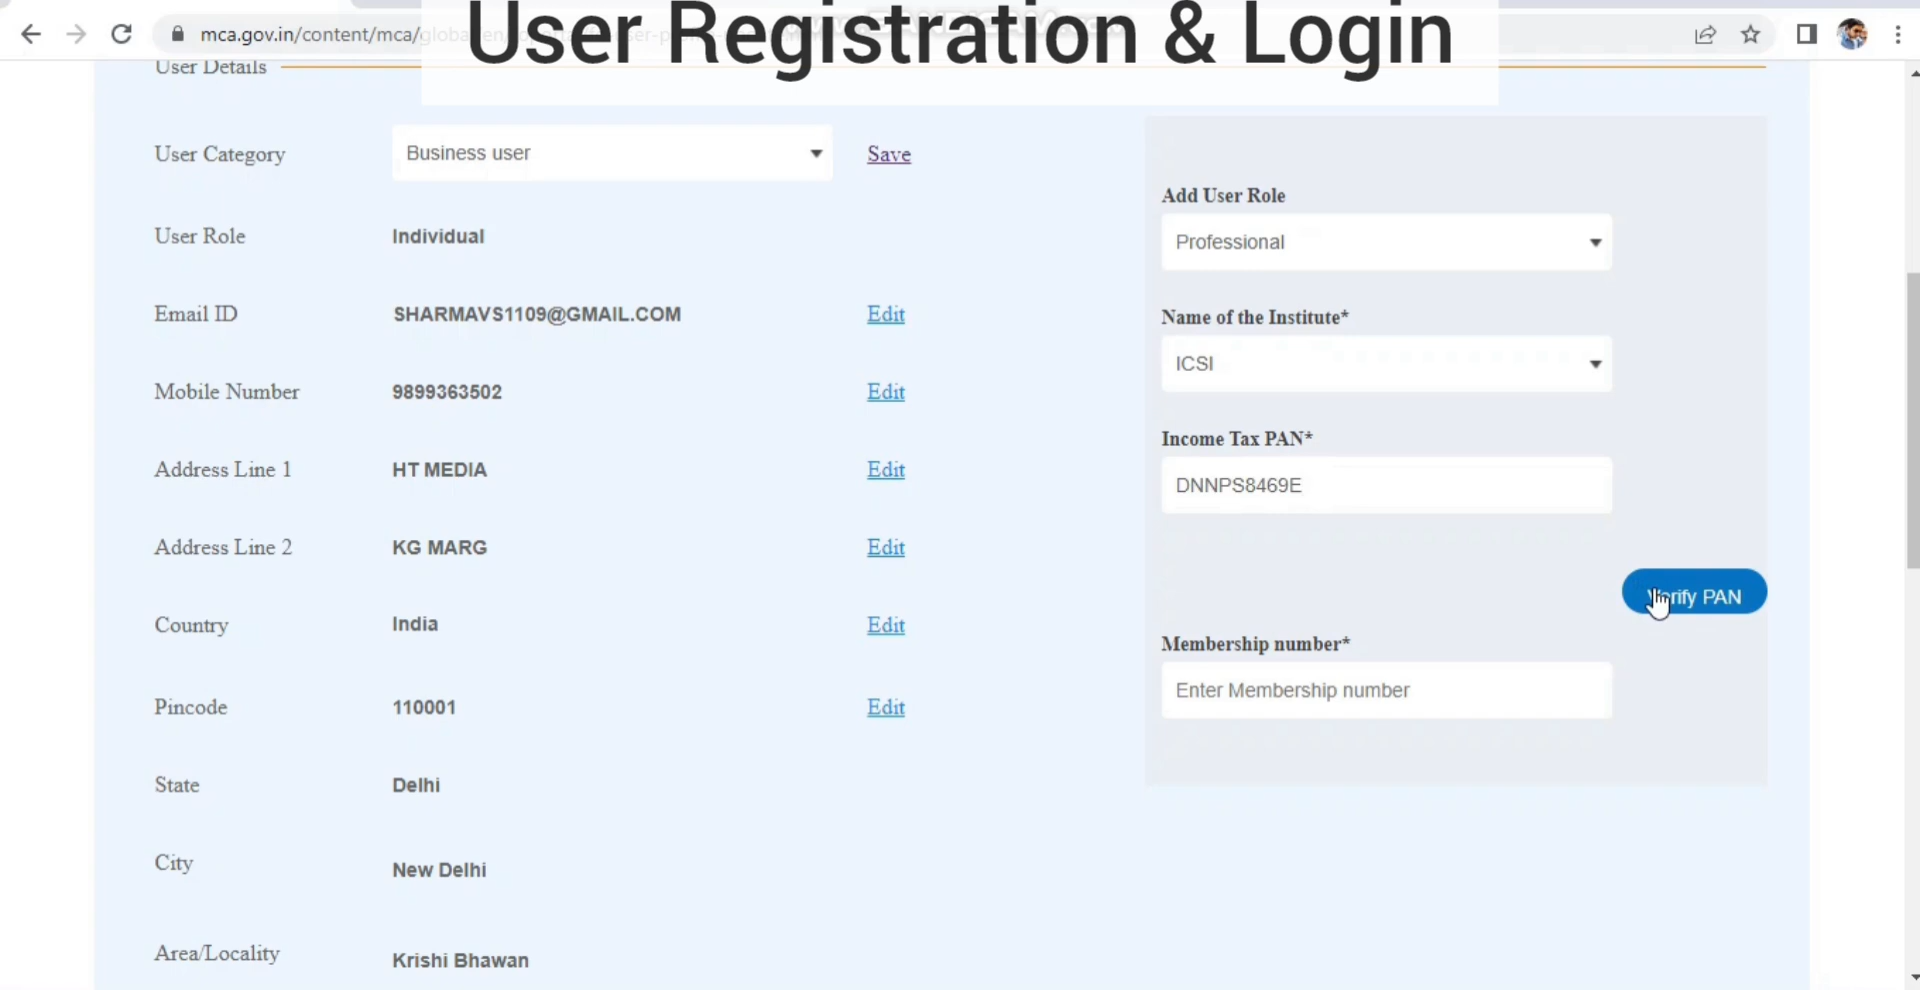 User Registration & Login
mca.gov.in/content/mca/
User Details
User Category
Business user
Save
User Role
Individual
Email ID
SHARMAVS1109@GMAIL.COM
Edit
Mobile Number
9899363502
Edit
Address Line 1
HT MEDIA
Edit
Address Line 2
KG MARG
Edit
Country
India
Edit
Pincode
110001
Edit
State
Delhi
City
New Delhi
Area/Locality
Krishi Bhawan
Add User Role
Professional
Name of the Institute*
ICSI
Income Tax PAN*
DNNPS8469E
Verify PAN
Membership number*
Enter Membership number